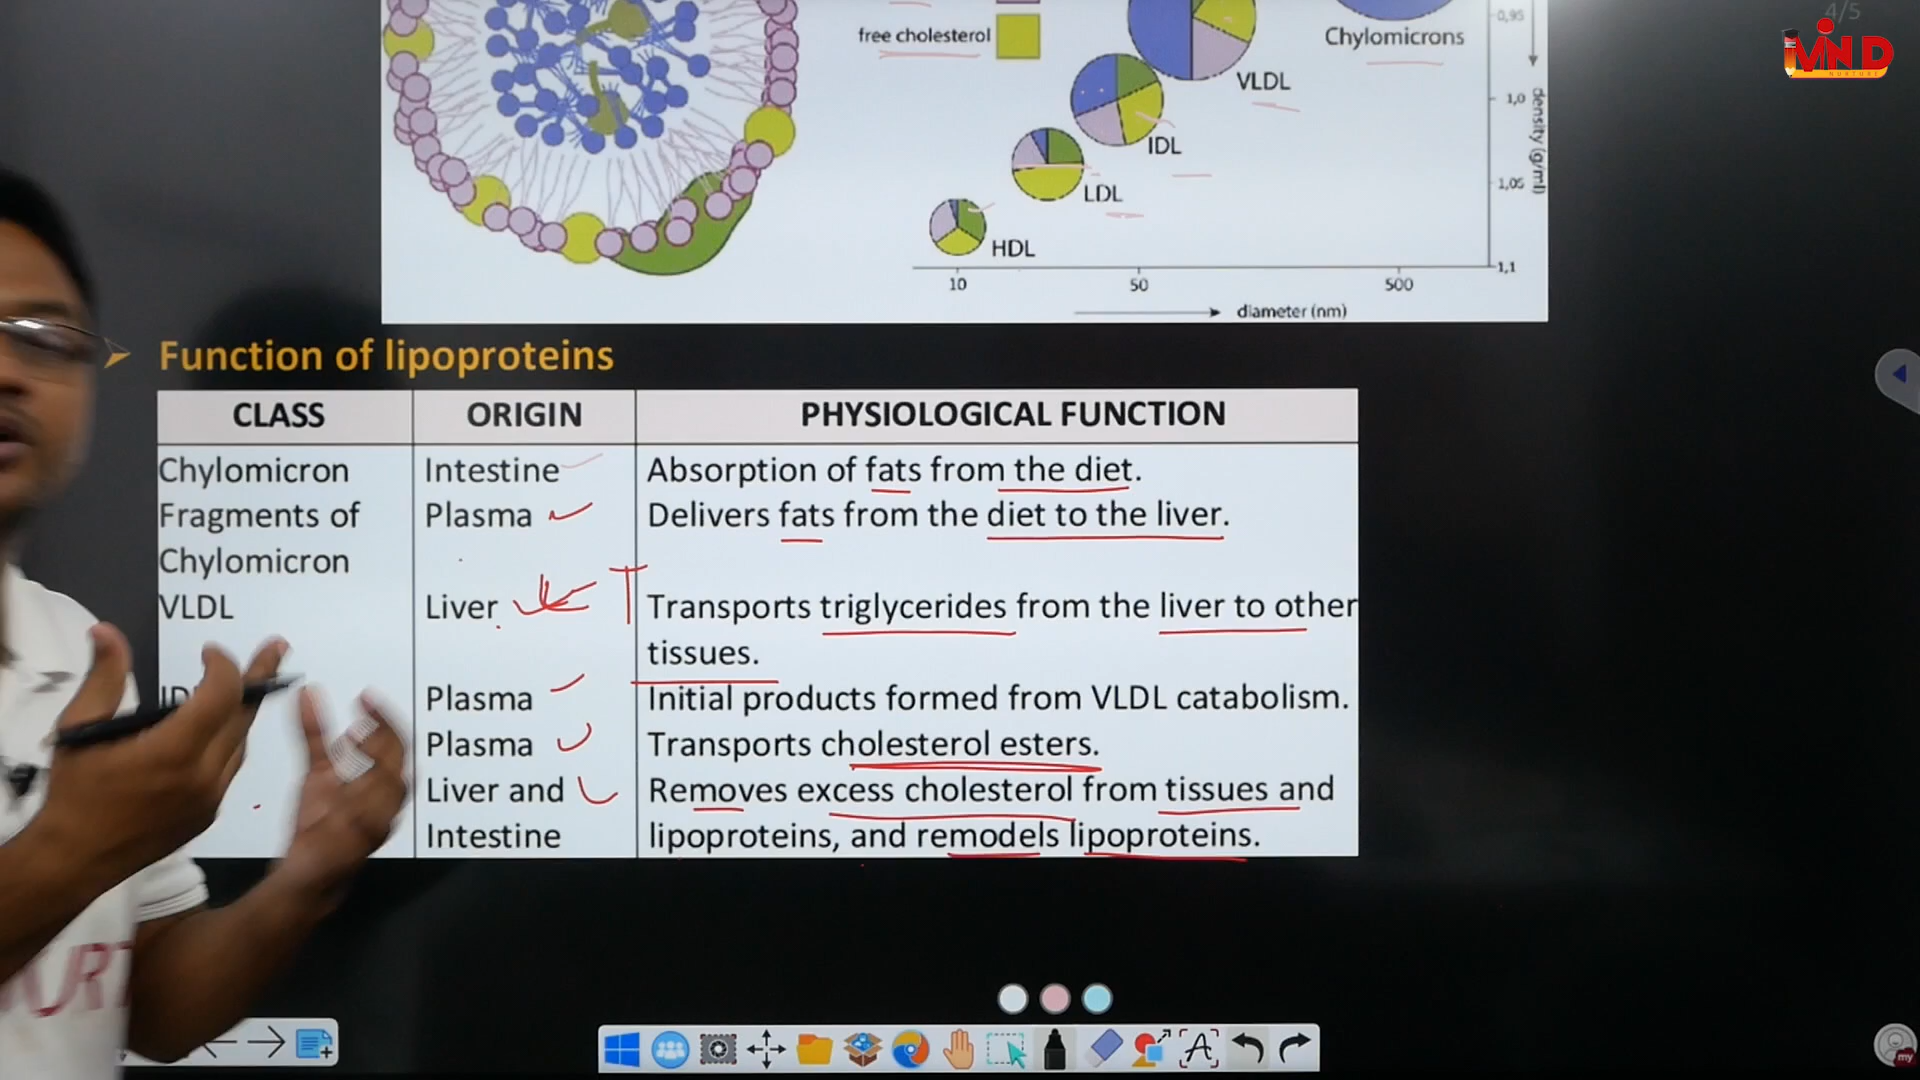 4/5
MIND
NURTURE
free cholesterol
Chylomicrons
0,95
VLDL
1,0
density (g/ml)
IDL
1,05
LDL
HDL
1,1
10
50
500
diameter (nm)
Function of lipoproteins
CLASS ORIGIN PHYSIOLOGICAL FUNCTION
Chylomicron Intestine Absorption of fats from the diet.
Fragments of Plasma Delivers fats from the diet to the liver.
Chylomicron
VLDL Liver T Transports triglycerides from the liver to other
tissues.
Plasma Initial products formed from VLDL catabolism.
Plasma Transports cholesterol esters.
Liver and Removes excess cholesterol from tissues and
Intestine lipoproteins, and remodels lipoproteins.
A
my